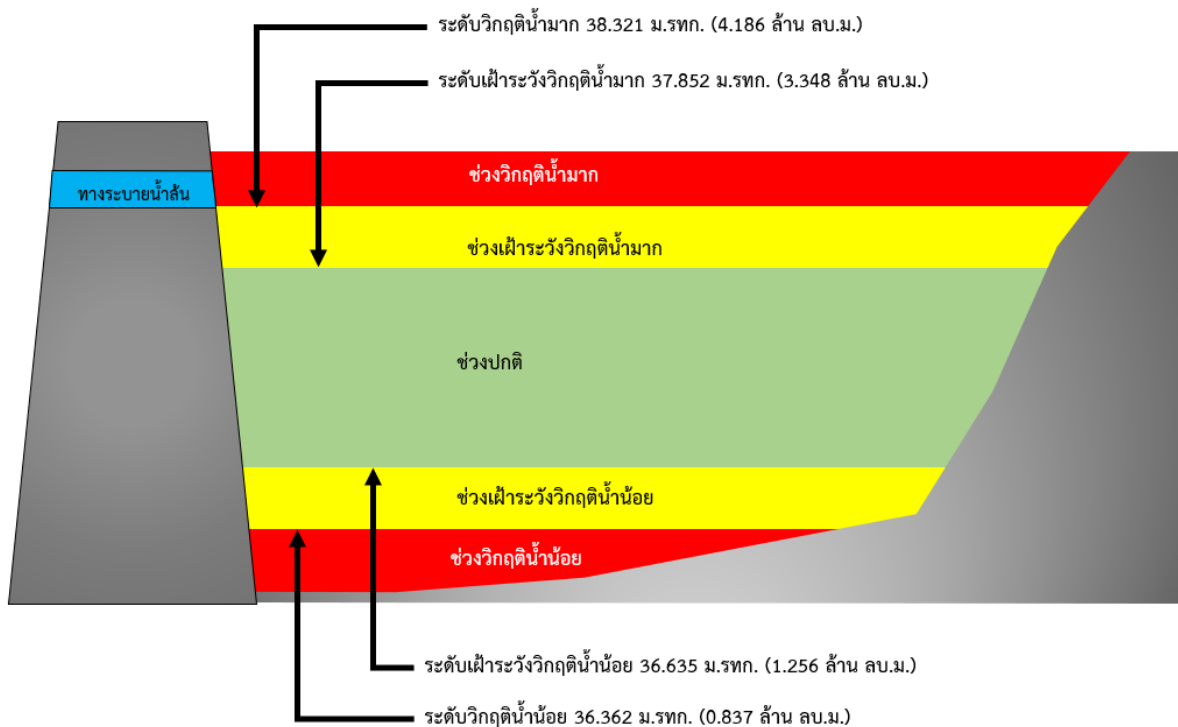 ระดับวิกฤติน้ำมาก 38.321 ม.รทก. (4.186 ล้าน ลบ.ม.)
ระดับเฝ้าระวังวิกฤติน้ำมาก 37.852 ม.รทก. (3.348 ล้าน ลบ.ม.)
ช่วงวิกฤติน้ำมาก
ทางระบายน้ำล้น
ช่วงเฝ้าระวังวิกฤติน้ำมาก
ช่วงปกติ
ช่วงเฝ้าระวังวิกฤติน้ำน้อย
ช่วงวิกฤติน้ำน้อย
ระดับเฝ้าระวังวิกฤติน้ำน้อย 36.635 ม.รทก. (1.256 ล้าน ลบ.ม.)
ระดับวิกฤติน้ำน้อย 36.362 ม.รทก. (0.837 ล้าน ลบ.ม.)